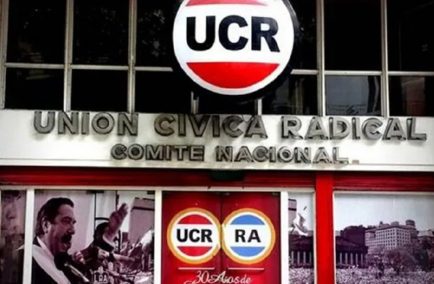 UCR
UNION CIVICA RADICAL
COMITE NACIONAL
UCR RA
30 Años de